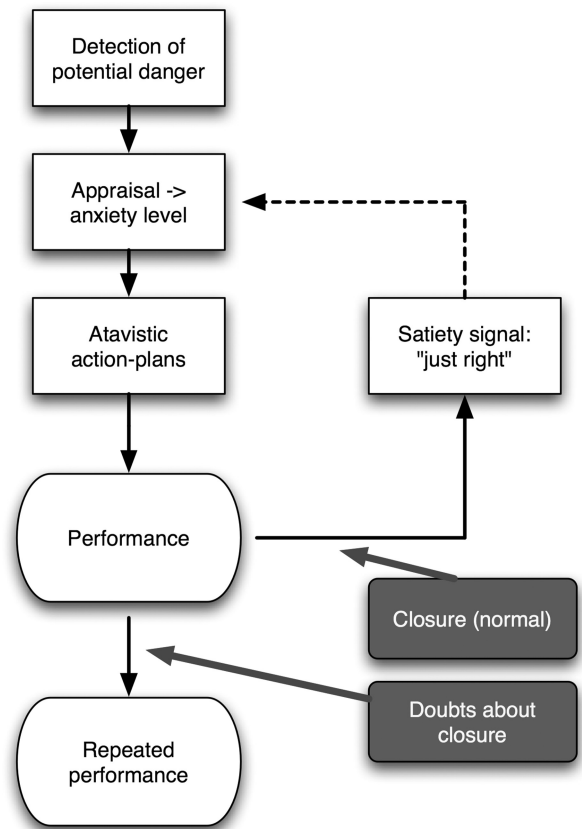 Detection of
potential danger
Appraisal ->
anxiety level
Atavistic
action-plans
Satiety signal:
"just right"
Performance
Closure (normal)
Doubts about
closure
Repeated
performance